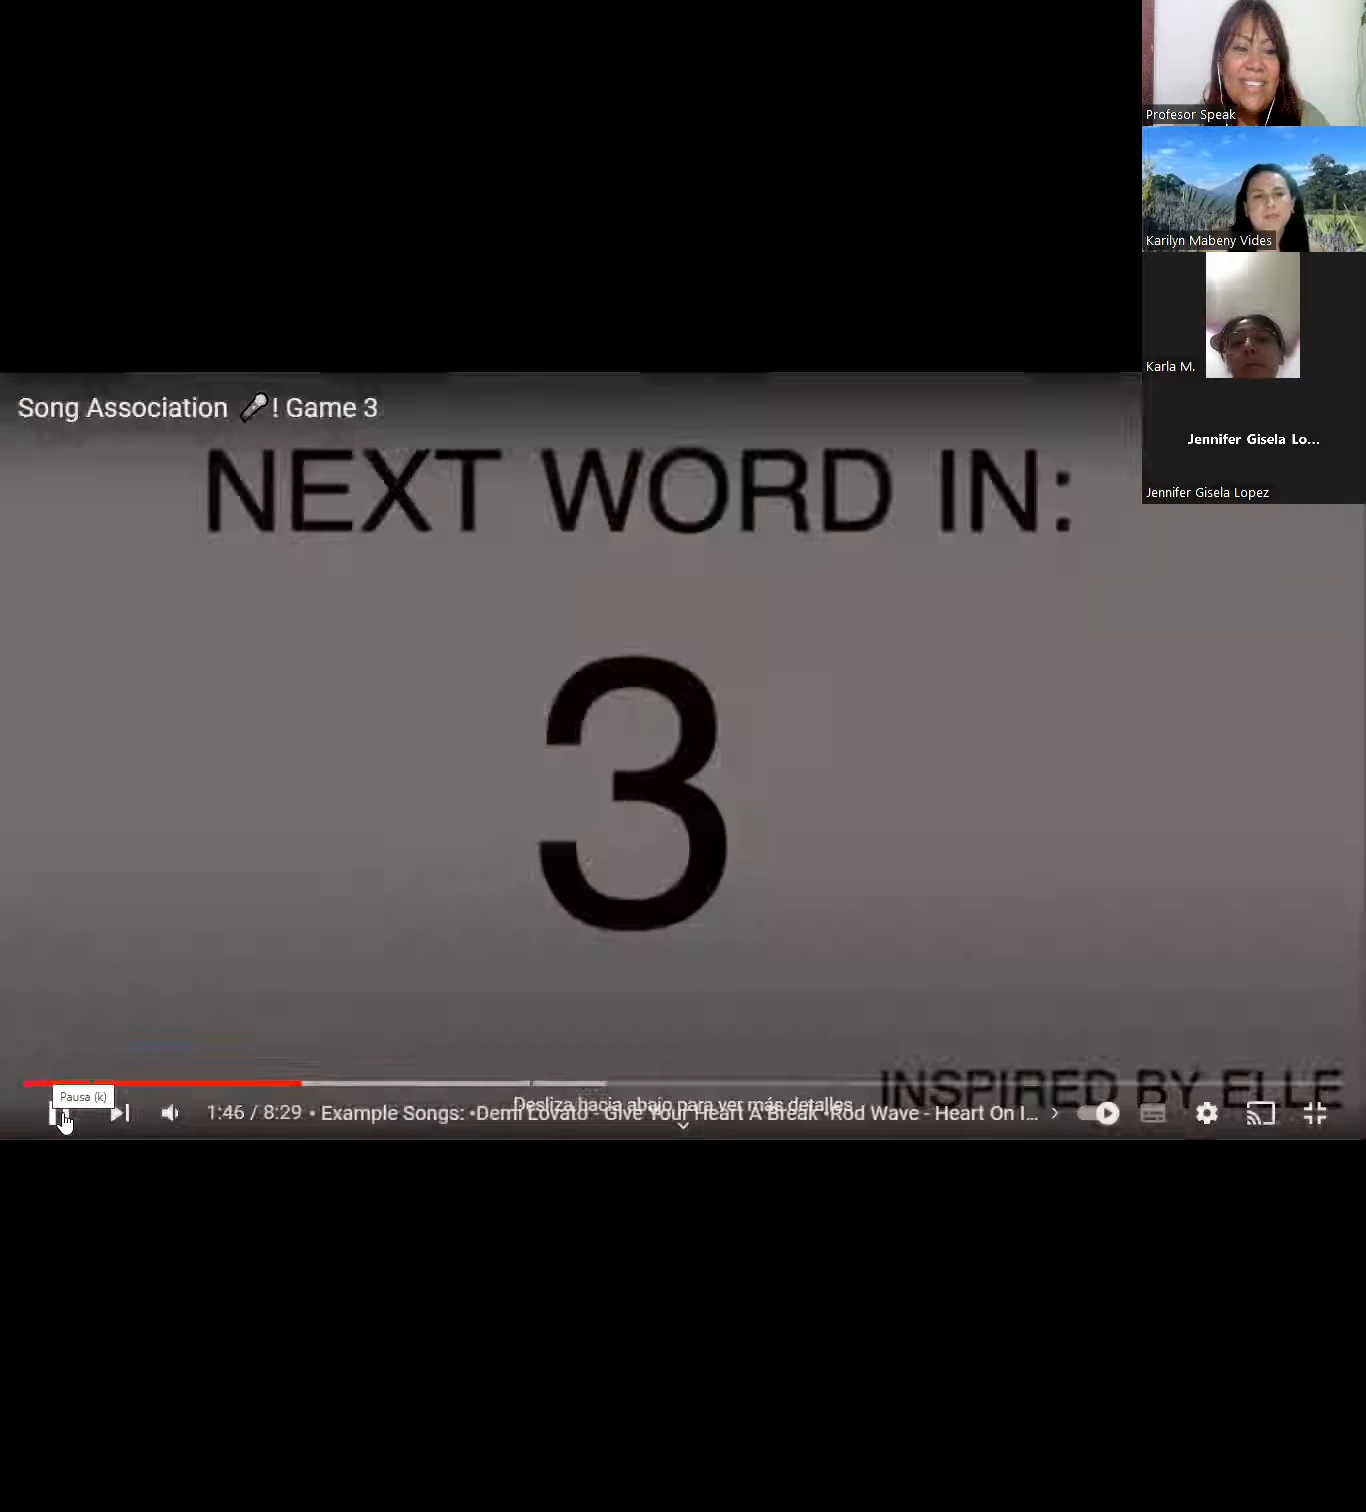 Profesor Speak
Karilyn Mabeny Vides
Karla M.
Jennifer Gisela Lo...
Jennifer Gisela Lopez
Song Association 🎤! Game 3
NEXT WORD IN:
3
INSPIRED BY ELLE
Pausa (k)
Desliza hacia abajo para ver más detalles
1:46 / 8:29 • Example Songs: •Demi Lovato - Give Your Heart A Break •Rod Wave - Heart On I...